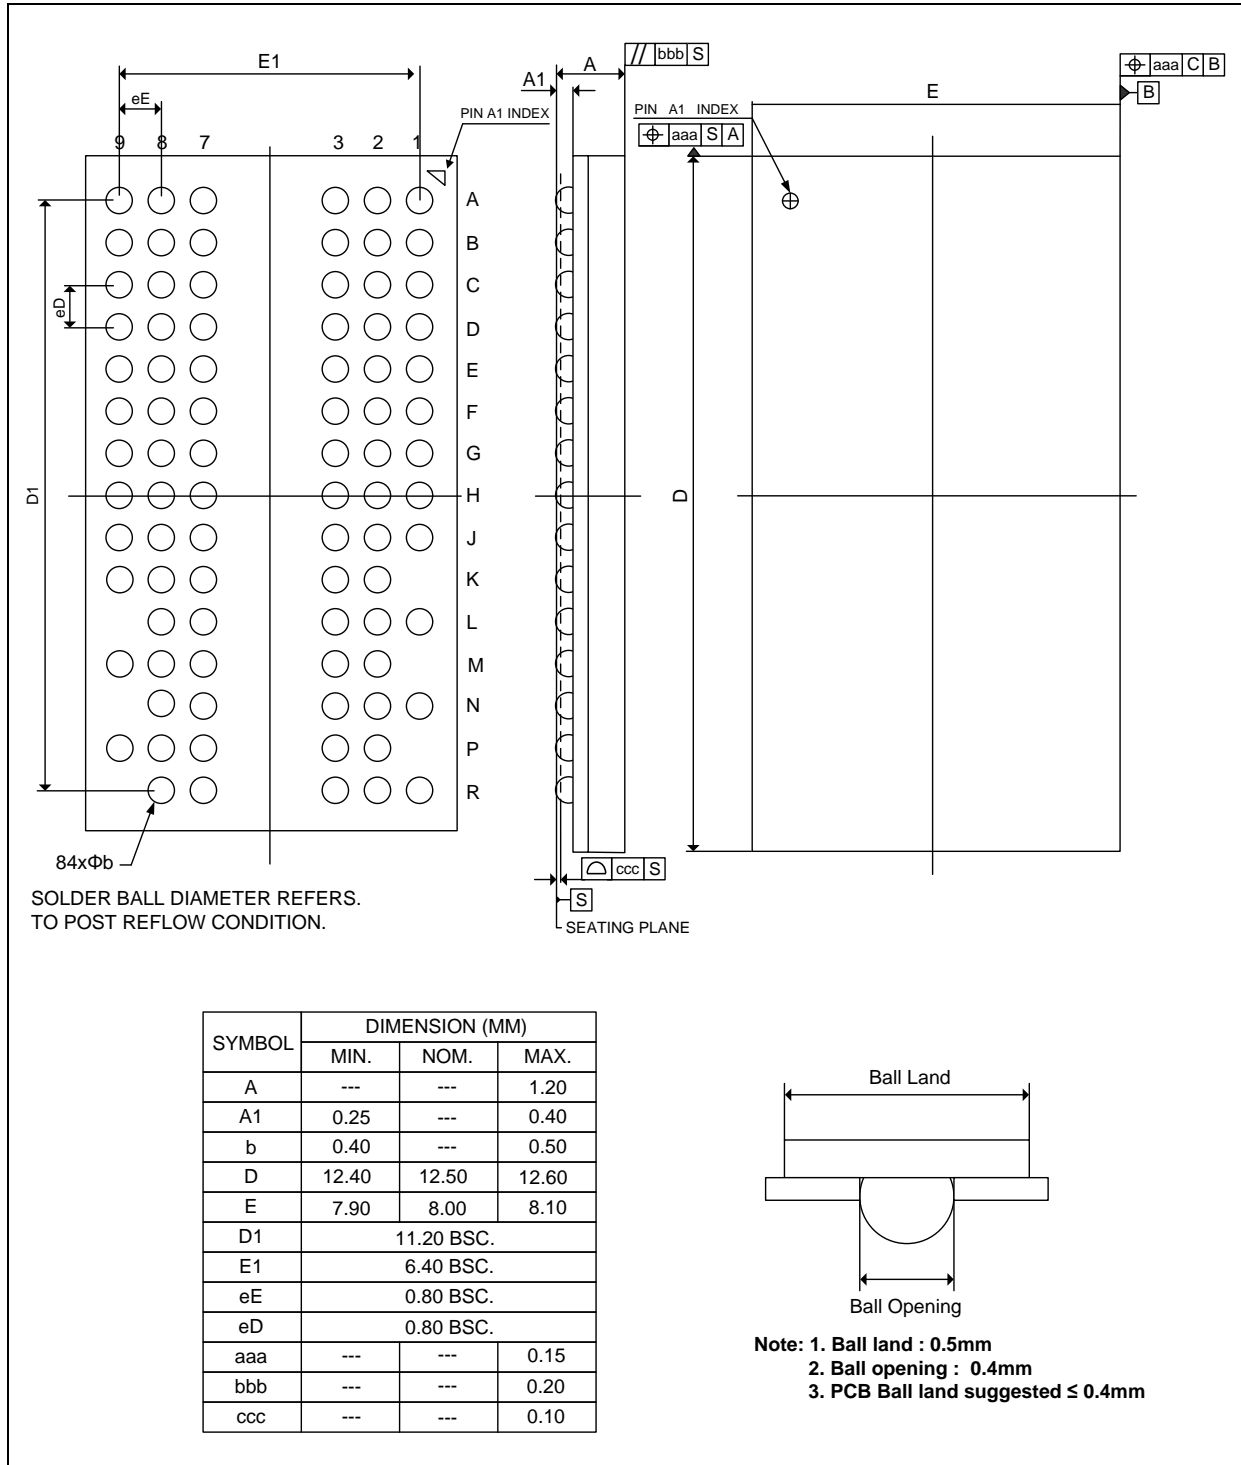 E1
eE
PIN A1 INDEX
9 8 7 3 2 1
A
B
C
D
E
F
G
H
J
K
L
M
N
P
R
eD
D1
84xΦb
SOLDER BALL DIAMETER REFERS.
TO POST REFLOW CONDITION.
A
A1
// bbb S
ccc S
S
SEATING PLANE
aaa C B
B
E
PIN A1 INDEX
aaa S A
D
SYMBOL DIMENSION (MM)
MIN. NOM. MAX.
A --- --- 1.20
A1 0.25 --- 0.40
b 0.40 --- 0.50
D 12.40 12.50 12.60
E 7.90 8.00 8.10
D1 11.20 BSC.
E1 6.40 BSC.
eE 0.80 BSC.
eD 0.80 BSC.
aaa --- --- 0.15
bbb --- --- 0.20
ccc --- --- 0.10
Ball Land
Ball Opening
Note: 1. Ball land : 0.5mm
2. Ball opening : 0.4mm
3. PCB Ball land suggested ≤ 0.4mm